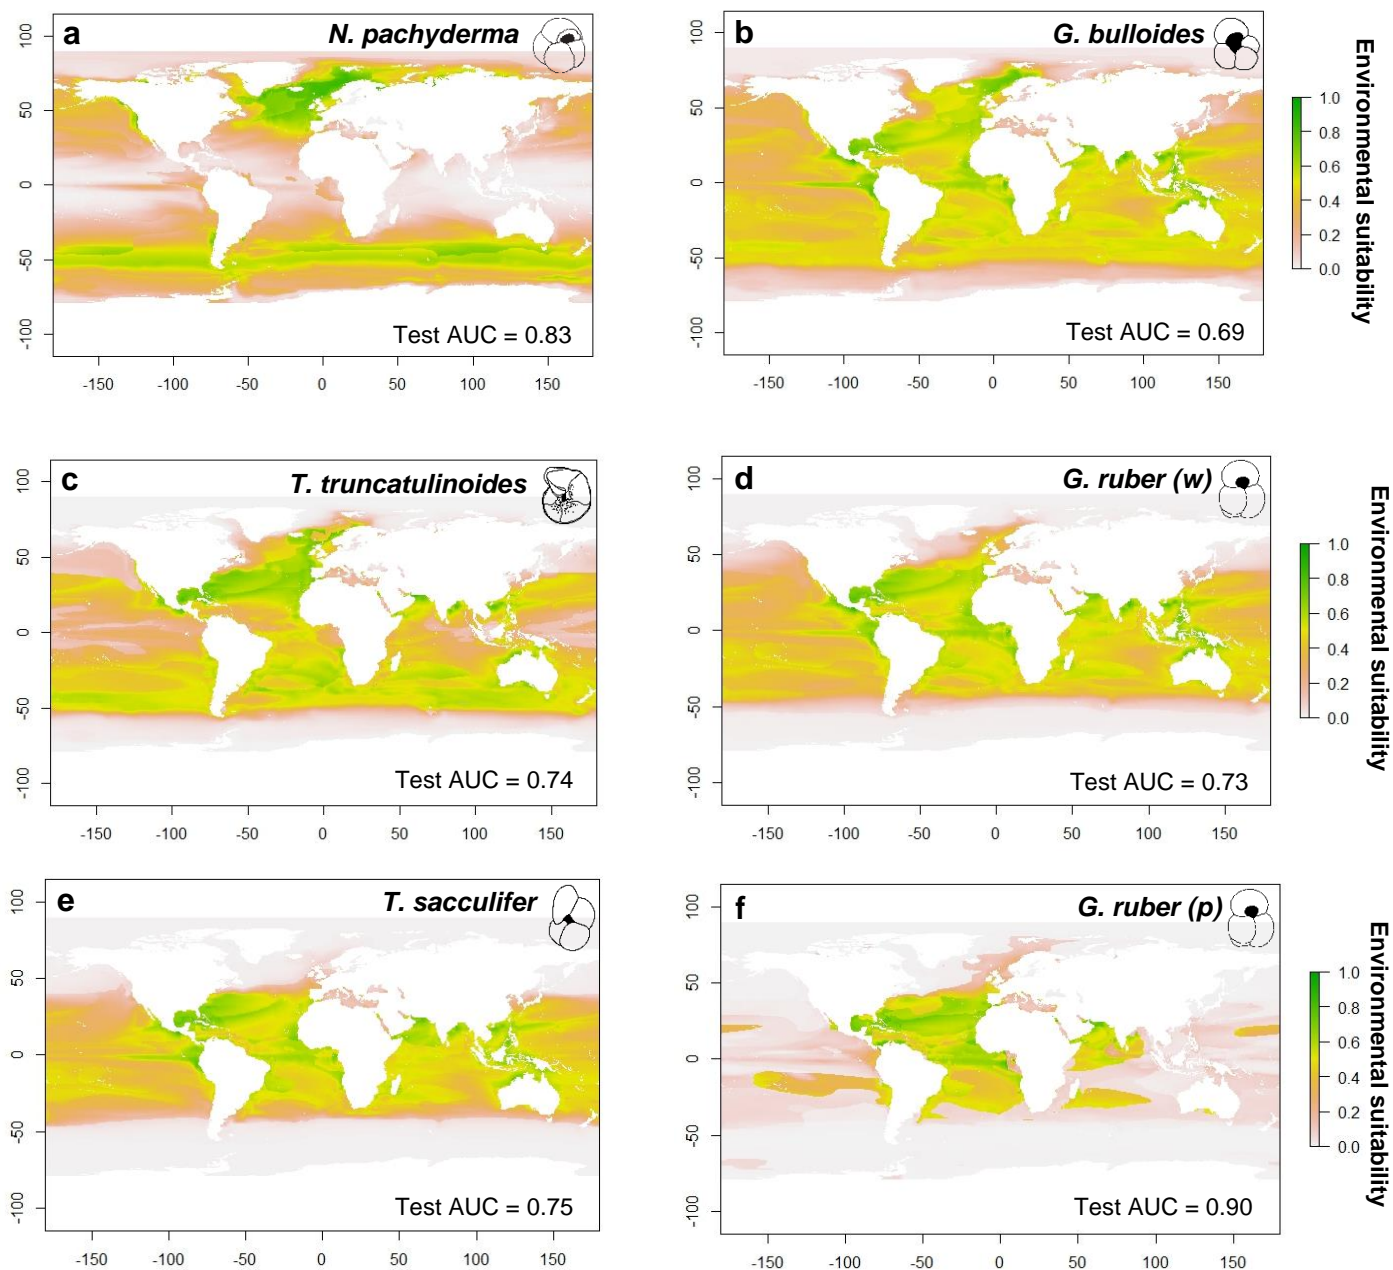 a N. pachyderma
100
50
0
-50
-100
Test AUC = 0.83
-150 -100 -50 0 50 100 150
b G. bulloides
100
50
0
-50
-100
Test AUC = 0.69
-150 -100 -50 0 50 100 150
1.0
0.8
0.6
0.4
0.2
0.0
Environmental suitability
c T. truncatulinoides
100
50
0
-50
-100
Test AUC = 0.74
-150 -100 -50 0 50 100 150
d G. ruber (w)
100
50
0
-50
-100
Test AUC = 0.73
-150 -100 -50 0 50 100 150
1.0
0.8
0.6
0.4
0.2
0.0
Environmental suitability
e T. sacculifer
100
50
0
-50
-100
Test AUC = 0.75
-150 -100 -50 0 50 100 150
f G. ruber (p)
100
50
0
-50
-100
Test AUC = 0.90
-150 -100 -50 0 50 100 150
1.0
0.8
0.6
0.4
0.2
0.0
Environmental suitability